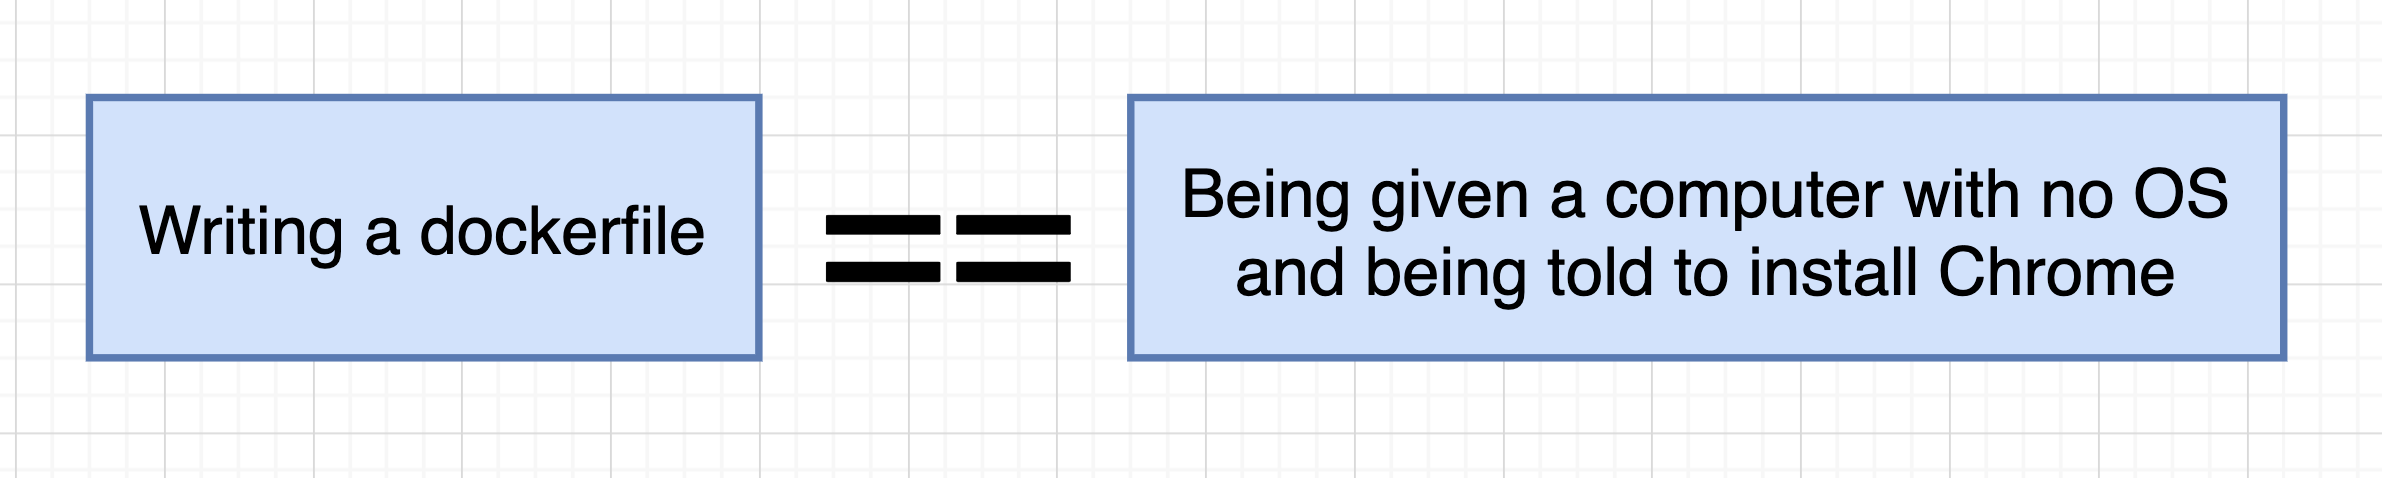 Writing a dockerfile
==
Being given a computer with no OS
and being told to install Chrome